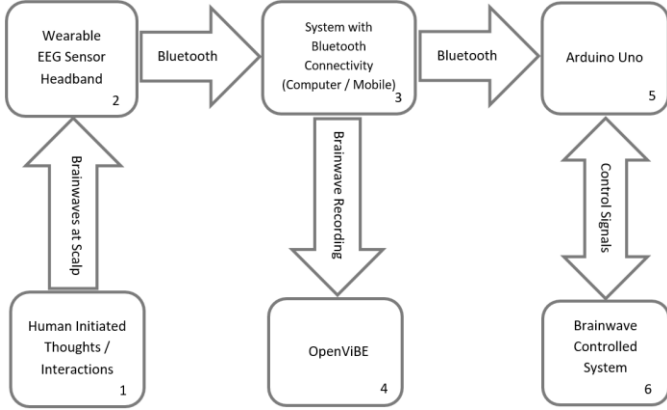 Wearable
EEG Sensor
Headband
2
Bluetooth
System with
Bluetooth
Connectivity
(Computer / Mobile)
3
Bluetooth
Arduino Uno
5
Brainwaves at Scalp
Brainwave Recording
Control Signals
Human Initiated
Thoughts /
Interactions
1
OpenViBE
4
Brainwave
Controlled
System
6